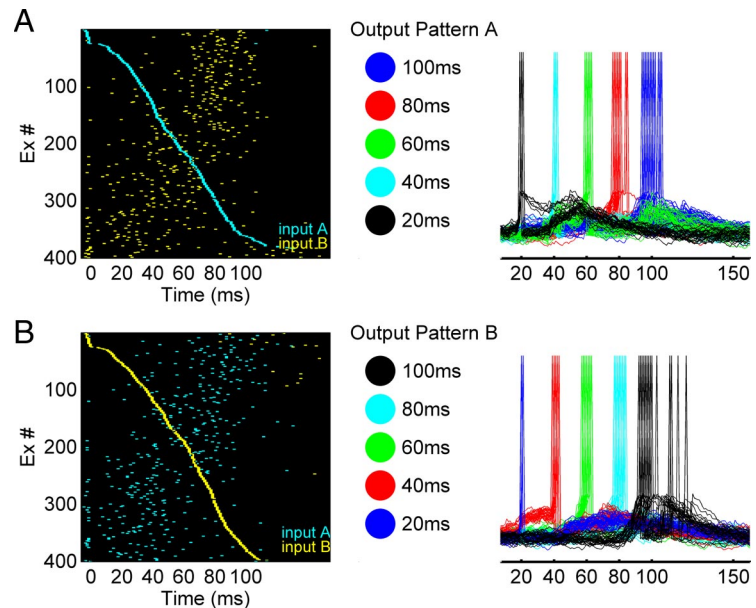 A
Ex #
100
200
300
400
input A
input B
0 20 40 60 80 100
Time (ms)
Output Pattern A
100ms
80ms
60ms
40ms
20ms
20 40 60 80 100 150
B
Ex #
100
200
300
400
input A
input B
0 20 40 60 80 100
Time (ms)
Output Pattern B
100ms
80ms
60ms
40ms
20ms
20 40 60 80 100 150